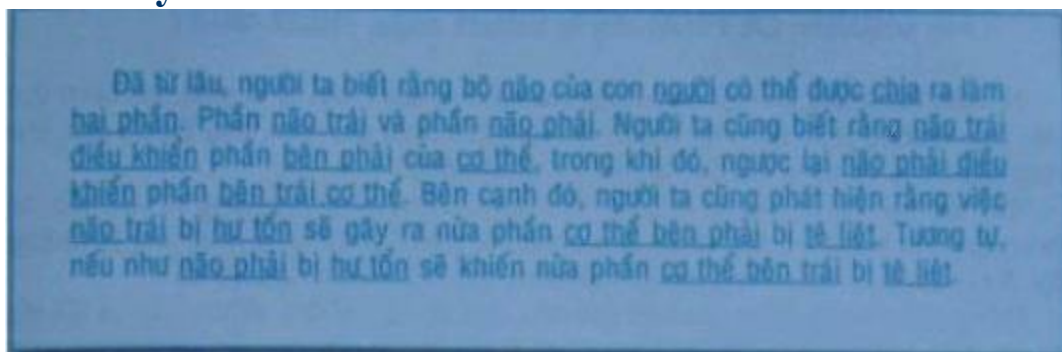 Đã từ lâu, người ta biết rằng bộ não của con người có thể được chia ra làm
hai phần. Phần não trái và phần não phải. Người ta cũng biết rằng não trái
điều khiển phần bên phải của cơ thể, trong khi đó, ngược lại não phải điều
khiển phần bên trái cơ thể. Bên cạnh đó, người ta cũng phát hiện rằng việc
não trái bị hư tổn sẽ gây ra nửa phần cơ thể bên phải bị tê liệt. Tương tự,
nếu như não phải bị hư tổn sẽ khiến nửa phần cơ thể bên trái bị tê liệt.